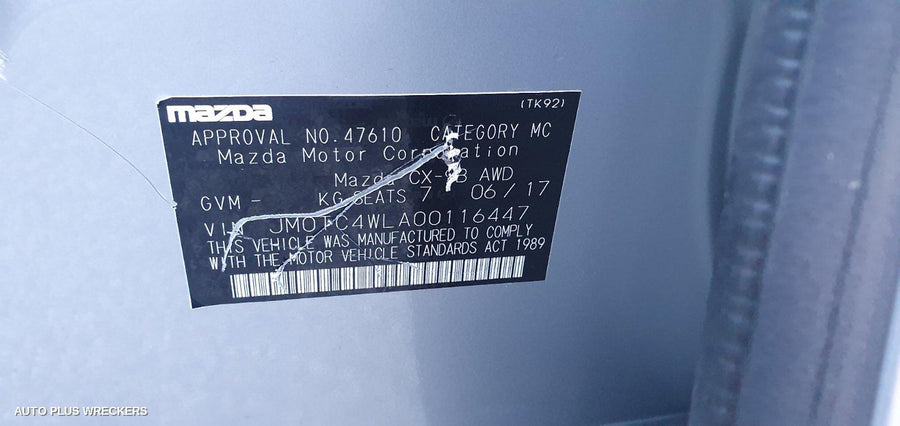 mazda (TK92)
APPROVAL NO.47610 CATEGORY MC
Mazda Motor Corporation
Mazda AWD
GVM - KG SEATS 7 06/17
VIN JM0TC4WLA00116447
THIS VEHICLE WAS MANUFACTURED TO COMPLY
WITH THE MOTOR VEHICLE STANDARDS ACT 1989
AUTO PLUS WRECKERS